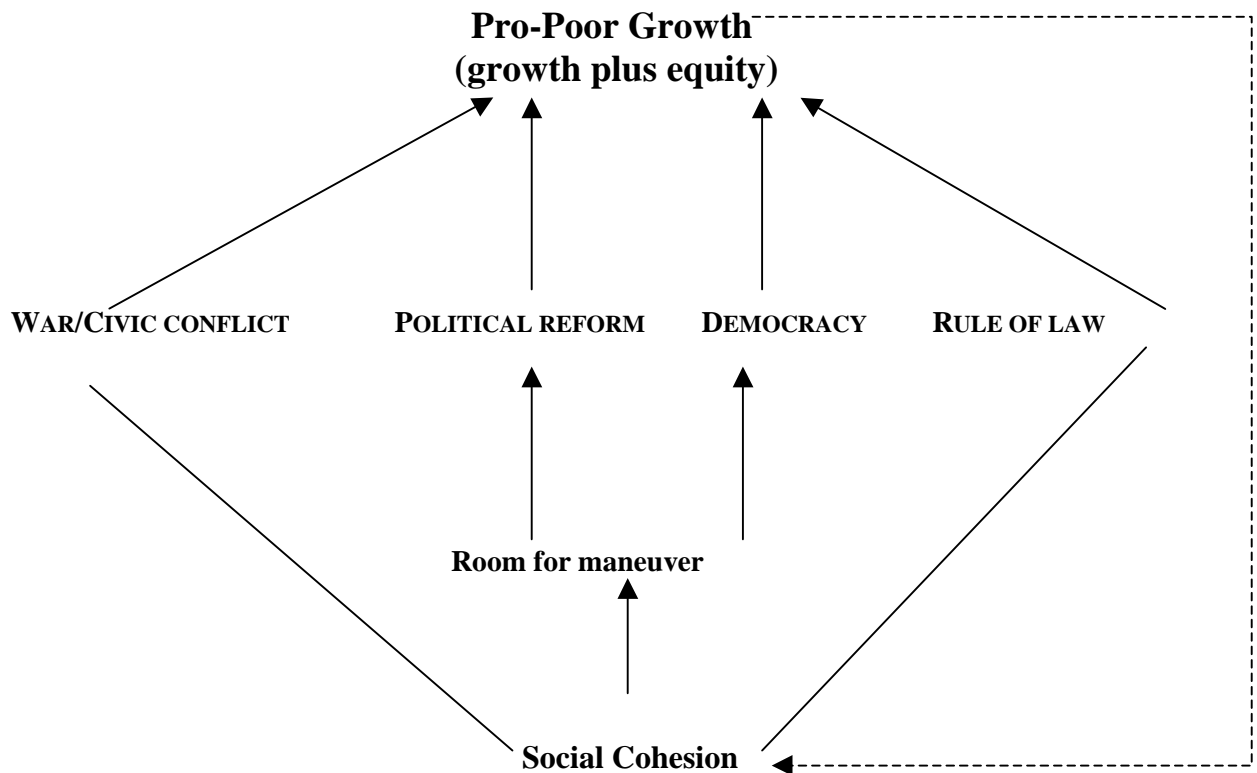 Pro-Poor Growth
(growth plus equity)
WAR/CIVIC CONFLICT POLITICAL REFORM DEMOCRACY RULE OF LAW
Room for maneuver
Social Cohesion